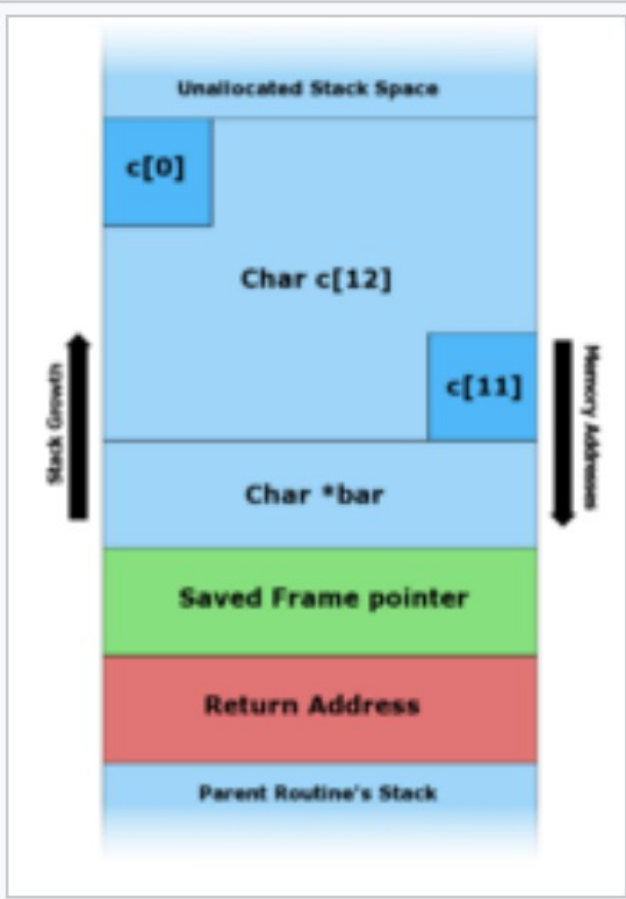 Unallocated Stack Space
c[0]
Char c[12]
c[11]
Stack Growth
Memory Addresses
Char *bar
Saved Frame pointer
Return Address
Parent Routine's Stack